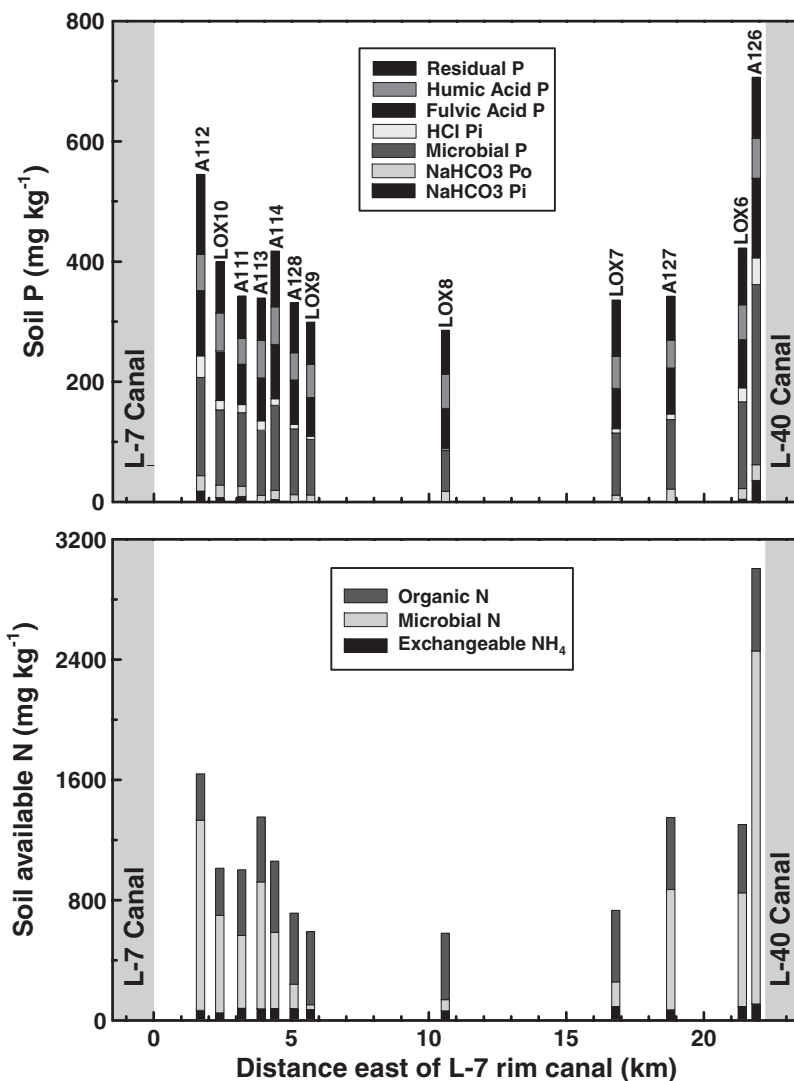 800
600
400
200
0
Soil P (mg kg-1)
L-7 Canal
A112
LOX10
A111
A113
A114
A128
LOX9
LOX8
LOX7
A127
LOX6
A126
L-40 Canal
Residual P
Humic Acid P
Fulvic Acid P
HCl Pi
Microbial P
NaHCO3 Po
NaHCO3 Pi
3200
2400
1600
800
0
Soil available N (mg kg-1)
L-7 Canal
L-40 Canal
Organic N
Microbial N
Exchangeable NH4
0 5 10 15 20
Distance east of L-7 rim canal (km)